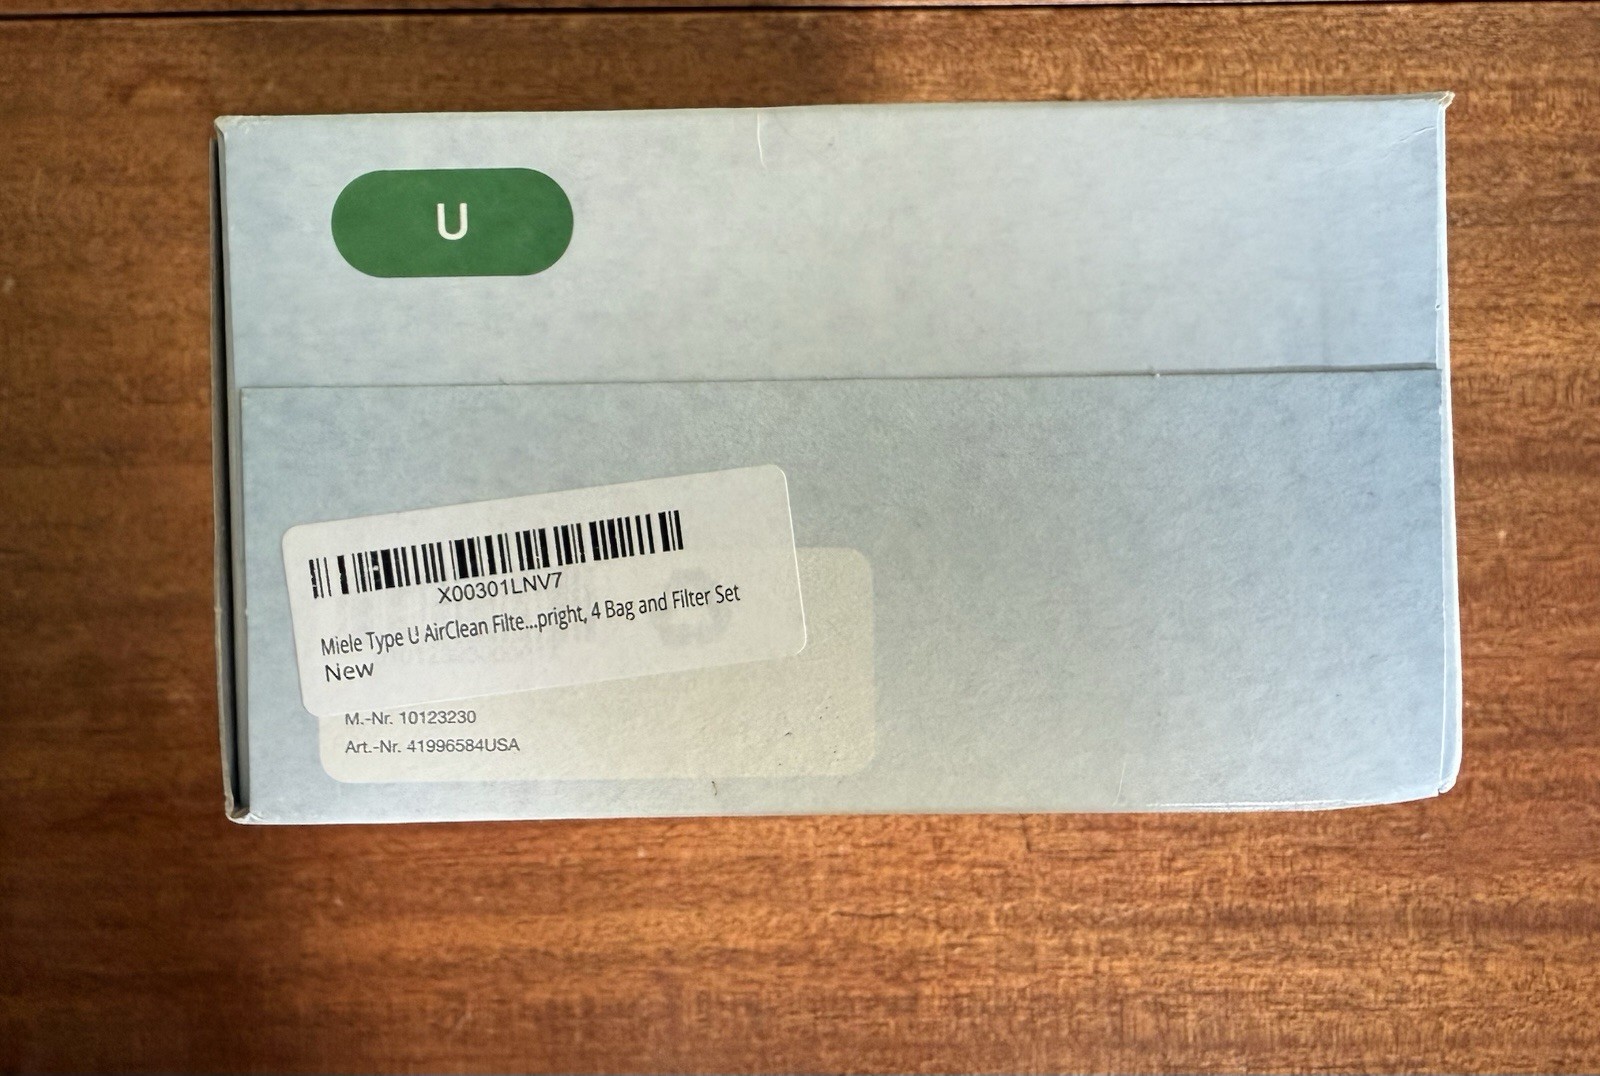 U
X00301LNV7
Miele Type U AirClean Filte...pright, 4 Bag and Filter Set
New
M.-Nr. 10123230
Art.-Nr. 41996584USA